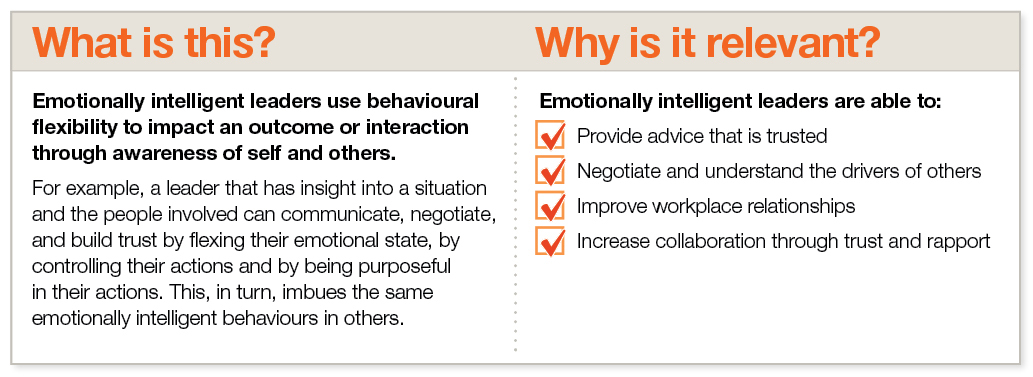 What is this?
Emotionally intelligent leaders use behavioural
flexibility to impact an outcome or interaction
through awareness of self and others.
For example, a leader that has insight into a situation
and the people involved can communicate, negotiate,
and build trust by flexing their emotional state, by
controlling their actions and by being purposeful
in their actions. This, in turn, imbues the same
emotionally intelligent behaviours in others.
Why is it relevant?
Emotionally intelligent leaders are able to:
Provide advice that is trusted
Negotiate and understand the drivers of others
Improve workplace relationships
Increase collaboration through trust and rapport